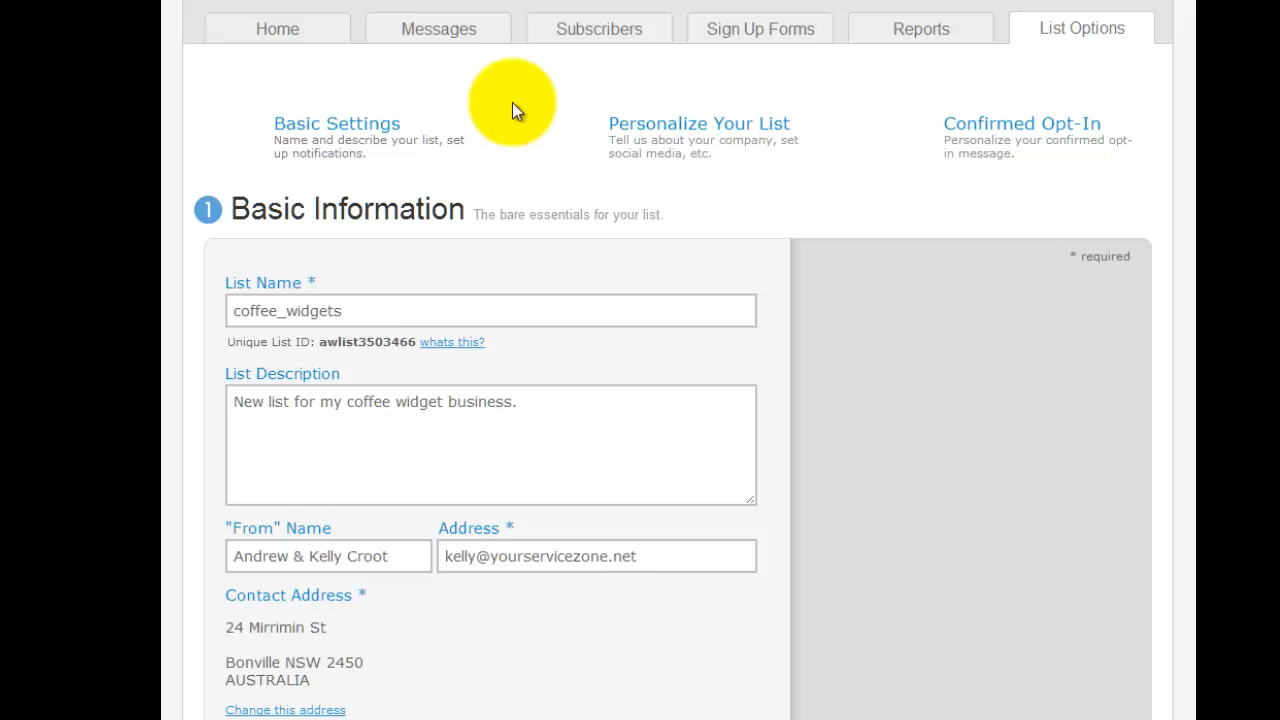 Home Messages Subscribers Sign Up Forms Reports List Options
Basic Settings
Name and describe your list, set
up notifications.
Personalize Your List
Tell us about your company, set
social media, etc.
Confirmed Opt-In
Personalize your confirmed opt-
in message.
1 Basic Information The bare essentials for your list.
* required
List Name *
coffee_widgets
Unique List ID: awlist3503466 whats this?
List Description
New list for my coffee widget business.
"From" Name Address *
Andrew & Kelly Croot kelly@yourservicezone.net
Contact Address *
24 Mirrimin St
Bonville NSW 2450
AUSTRALIA
Change this address